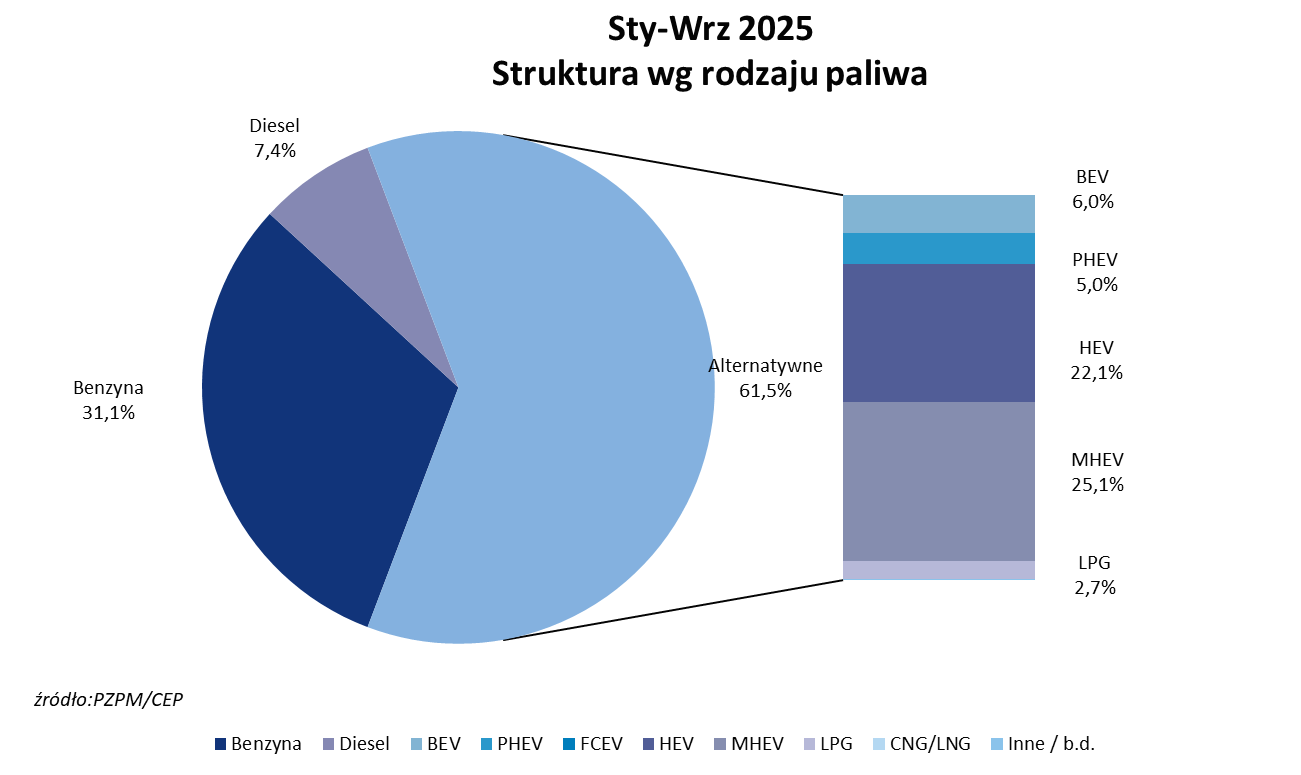 Sty-Wrz 2025
Struktura wg rodzaju paliwa
Diesel
7,4%
Benzyna
31,1%
Alternatywne
61,5%
BEV
6,0%
PHEV
5,0%
HEV
22,1%
MHEV
25,1%
LPG
2,7%
źródło:PZPM/CEP
Benzyna Diesel BEV PHEV FCEV HEV MHEV LPG CNG/LNG Inne / b.d.